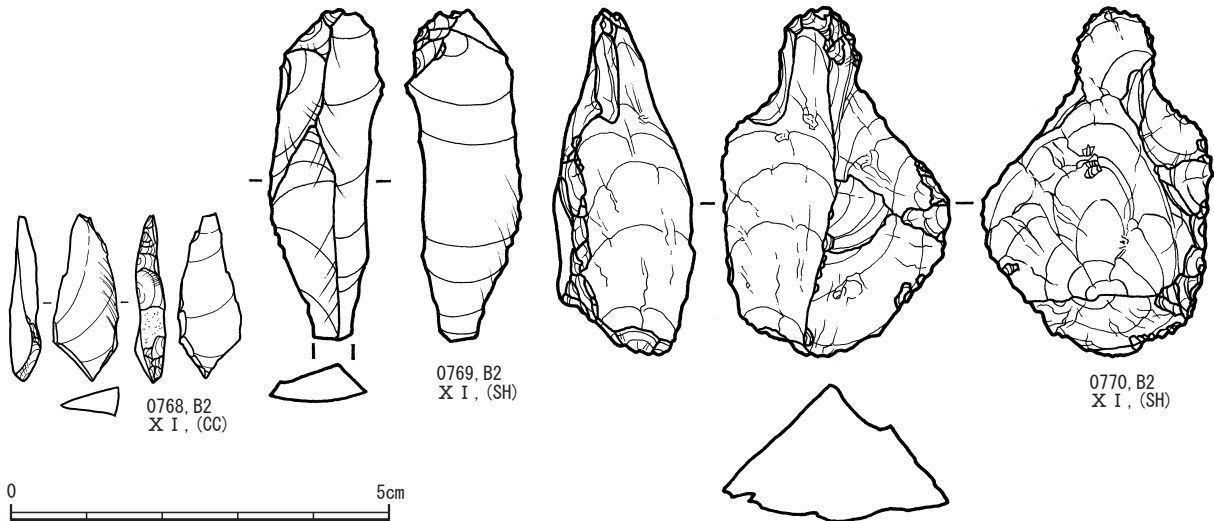 0768, B2
Ⅹ Ⅰ, (CC)
0769, B2
Ⅹ Ⅰ, (SH)
0770, B2
Ⅹ Ⅰ, (SH)
0 5cm